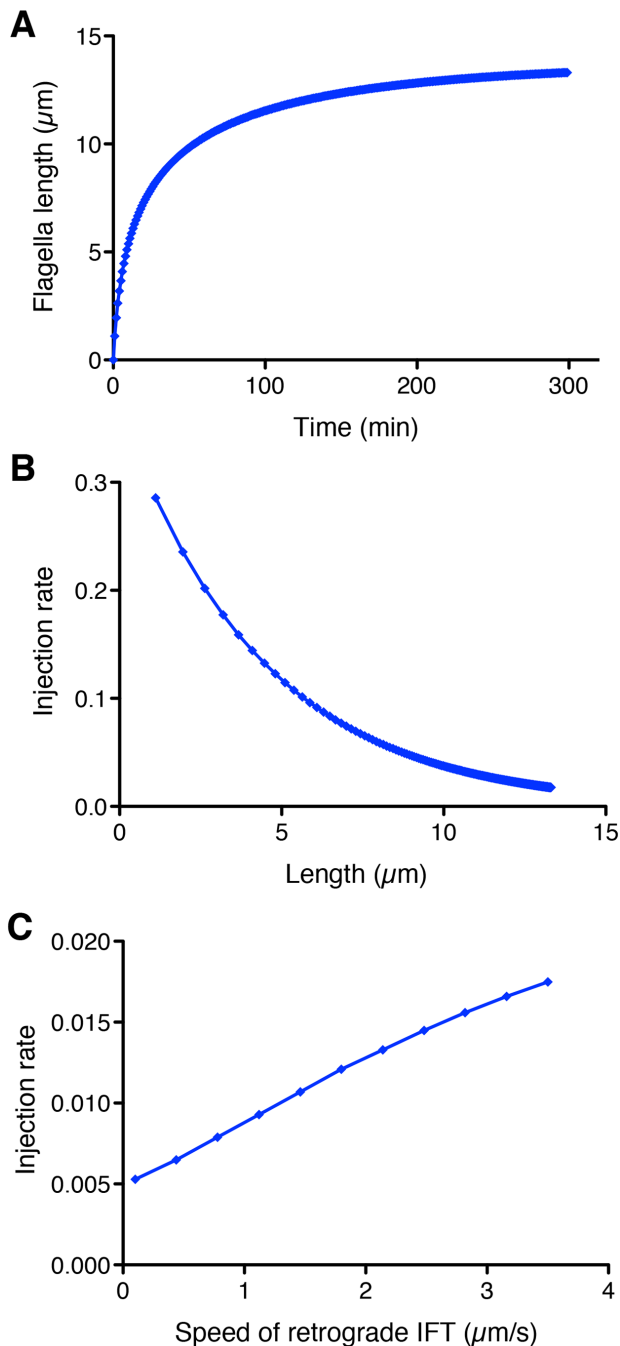 A
Flagella length (µm)
15
10
5
0
0 100 200 300
Time (min)
B
Injection rate
0.3
0.2
0.1
0.0
0 5 10 15
Length (µm)
C
Injection rate
0.020
0.015
0.010
0.005
0.000
0 1 2 3 4
Speed of retrograde IFT (µm/s)